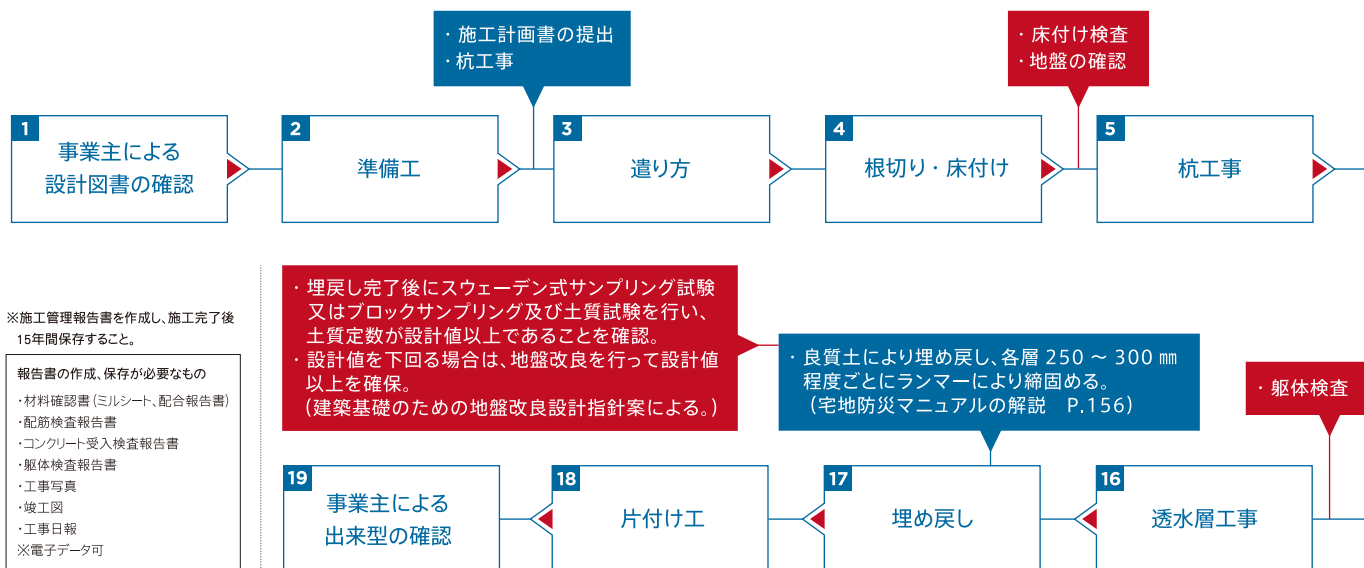 ・施工計画書の提出
・杭工事
・床付け検査
・地盤の確認
1
事業主による
設計図書の確認
2
準備工
3
遣り方
4
根切り・床付け
5
杭工事
※施工管理報告書を作成し、施工完了後
15年間保存すること。
報告書の作成、保存が必要なもの
・材料確認書（ミルシート、配合報告書）
・配筋検査報告書
・コンクリート受入検査報告書
・躯体検査報告書
・工事写真
・竣工図
・工事日報
※電子データ可
・埋戻し完了後にスウェーデン式サンプリング試験
又はブロックサンプリング及び土質試験を行い、
土質定数が設計値以上であることを確認。
・設計値を下回る場合は、地盤改良を行って設計値
以上を確保。
（建築基礎のための地盤改良設計指針案による。）
・良質土により埋め戻し、各層 250 ～ 300 ㎜
程度ごとにランマーにより締固める。
（宅地防災マニュアルの解説　P.156）
・躯体検査
19
事業主による
出来型の確認
18
片付け工
17
埋め戻し
16
透水層工事